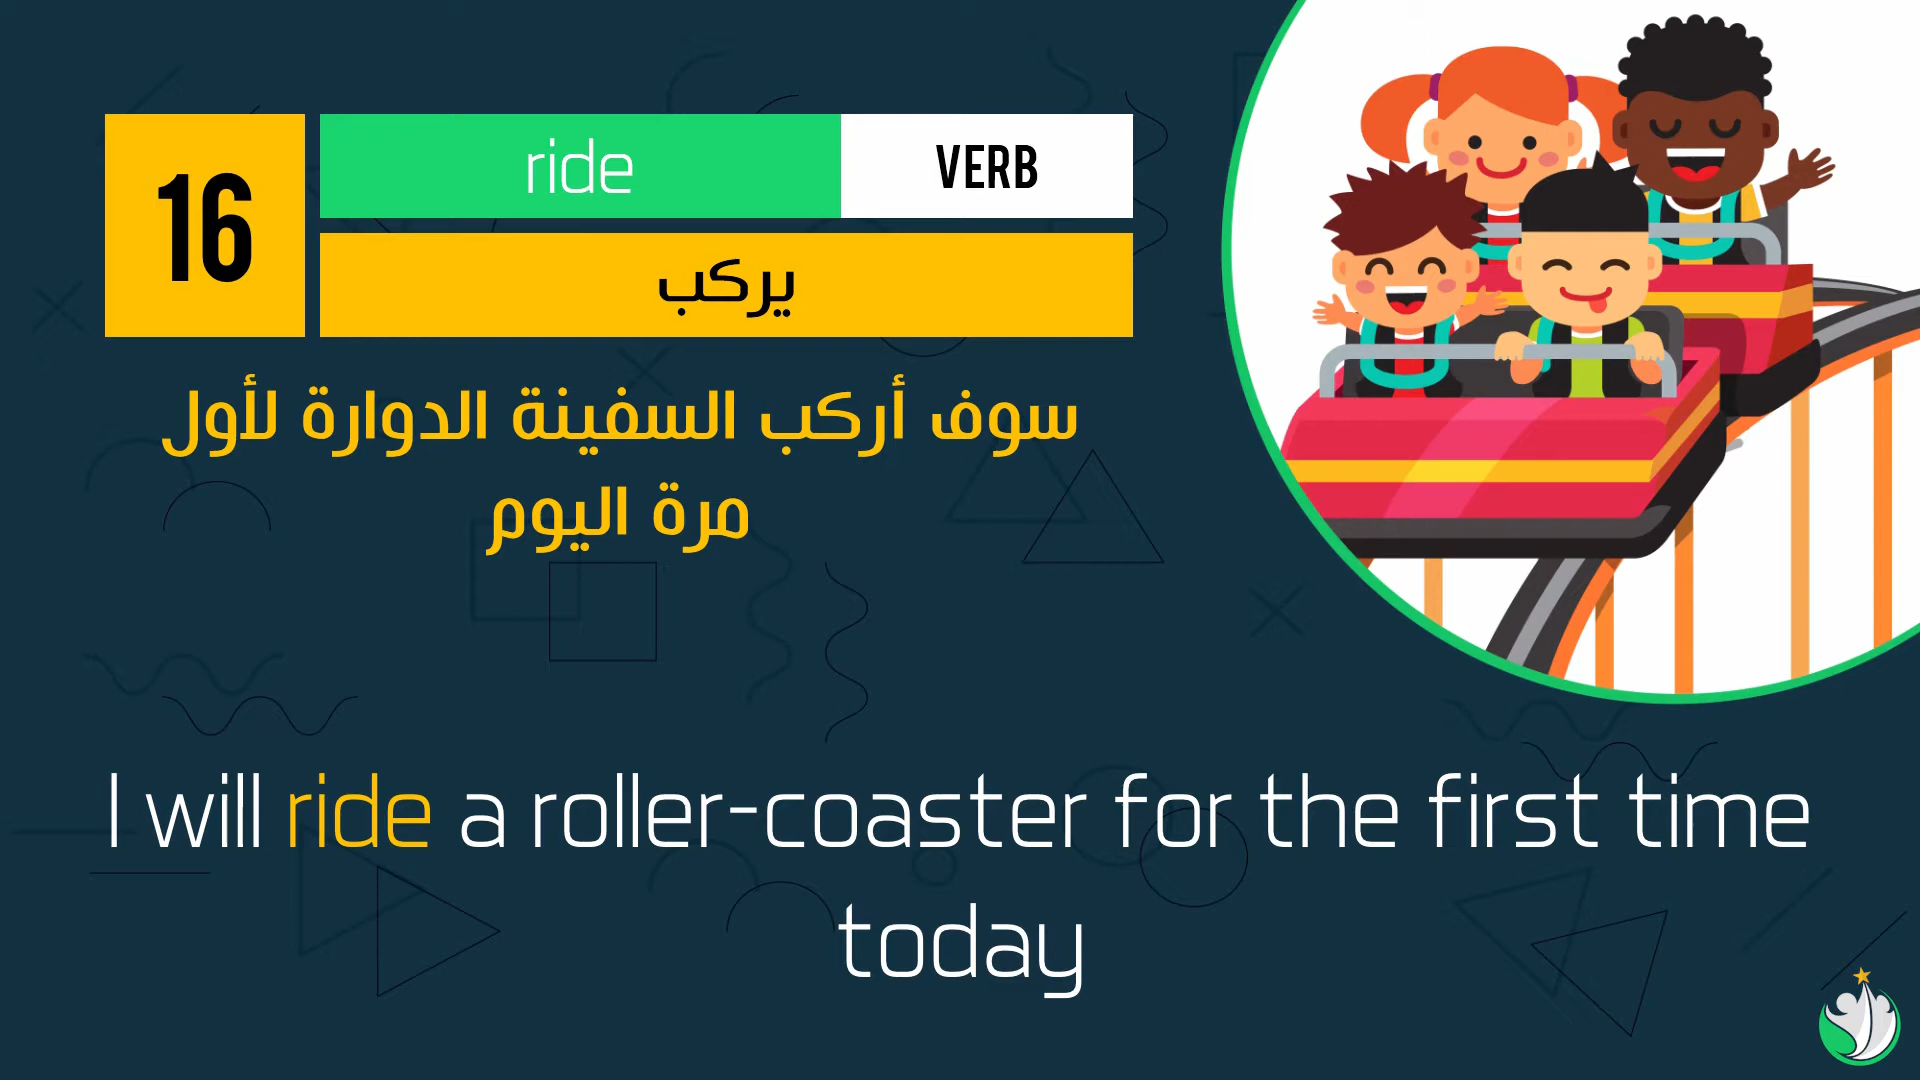 16
ride
VERB
يركب
سوف أركب السفينة الدوارة لأول
مرة اليوم
I will ride a roller-coaster for the first time
today